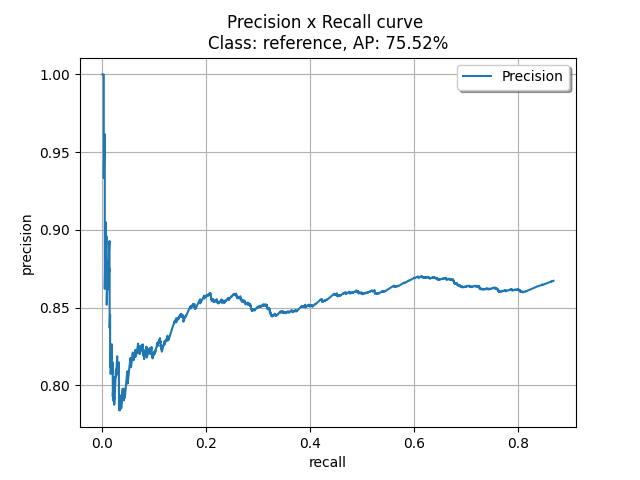 Precision x Recall curve
Class: reference, AP: 75.52%
Precision
1.00
0.95
0.90
0.85
0.80
precision
0.0 0.2 0.4 0.6 0.8
recall